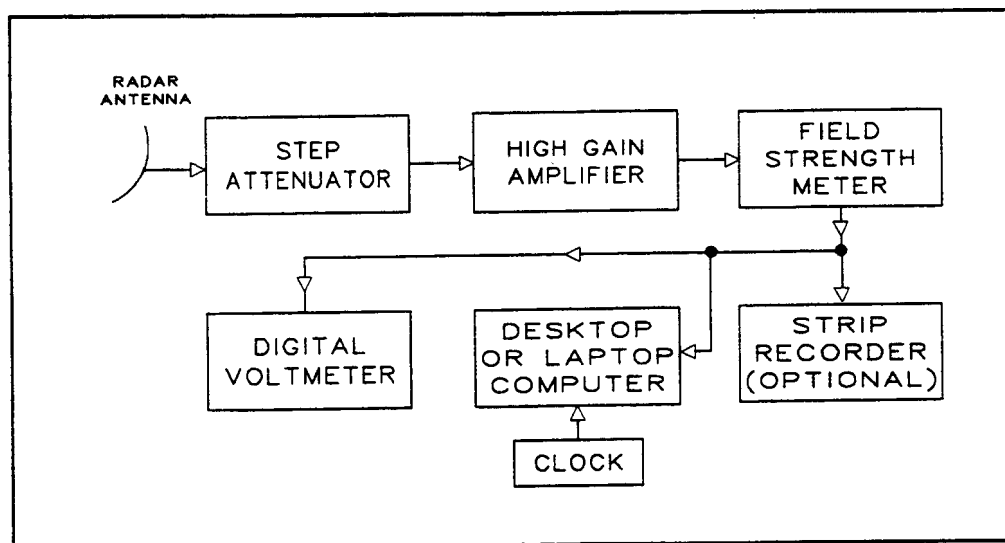 RADAR
ANTENNA
STEP
ATTENUATOR
HIGH GAIN
AMPLIFIER
FIELD
STRENGTH
METER
DIGITAL
VOLTMETER
DESKTOP
OR LAPTOP
COMPUTER
STRIP
RECORDER
(OPTIONAL)
CLOCK